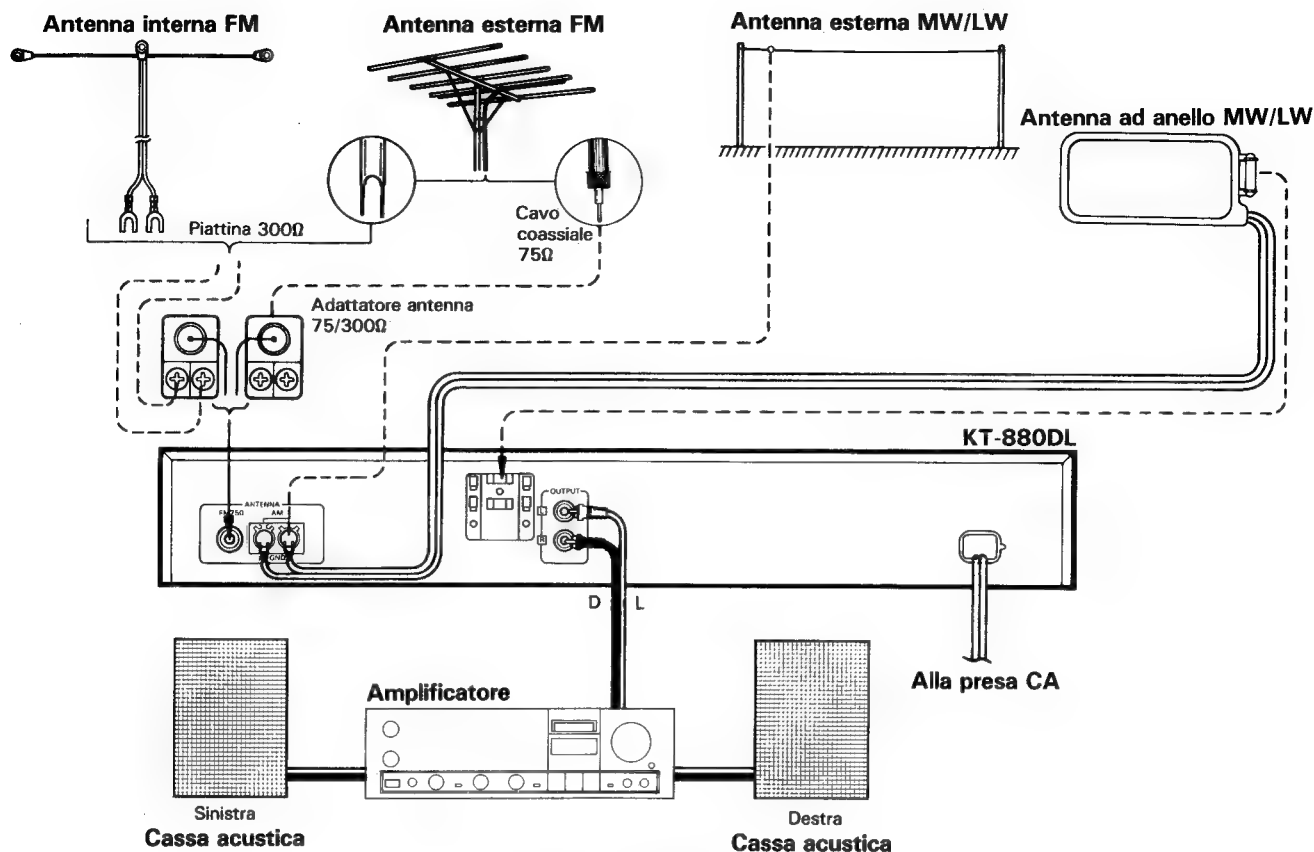 Antenna interna FM
Antenna esterna FM
Antenna esterna MW/LW
Antenna ad anello MW/LW
Piattina 300Ω
Cavo
coassiale
75Ω
Adattatore antenna
75/300Ω
KT-880DL
ANTENNA
AM
GND
OUTPUT
L
R
D
L
Alla presa CA
Amplificatore
Sinistra
Cassa acustica
Destra
Cassa acustica